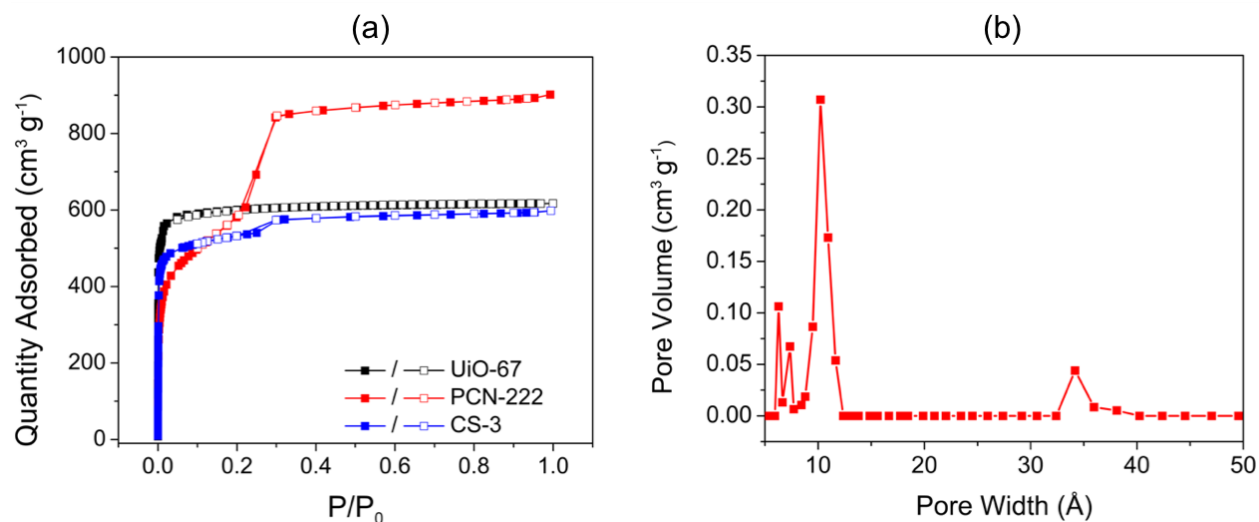 (a)
1000
800
600
400
200
0
Quantity Adsorbed (cm³ g⁻¹)
/ UiO-67
/ PCN-222
/ CS-3
0.0 0.2 0.4 0.6 0.8 1.0
P/P₀
(b)
0.35
0.30
0.25
0.20
0.15
0.10
0.05
0.00
Pore Volume (cm³ g⁻¹)
10 20 30 40 50
Pore Width (Å)